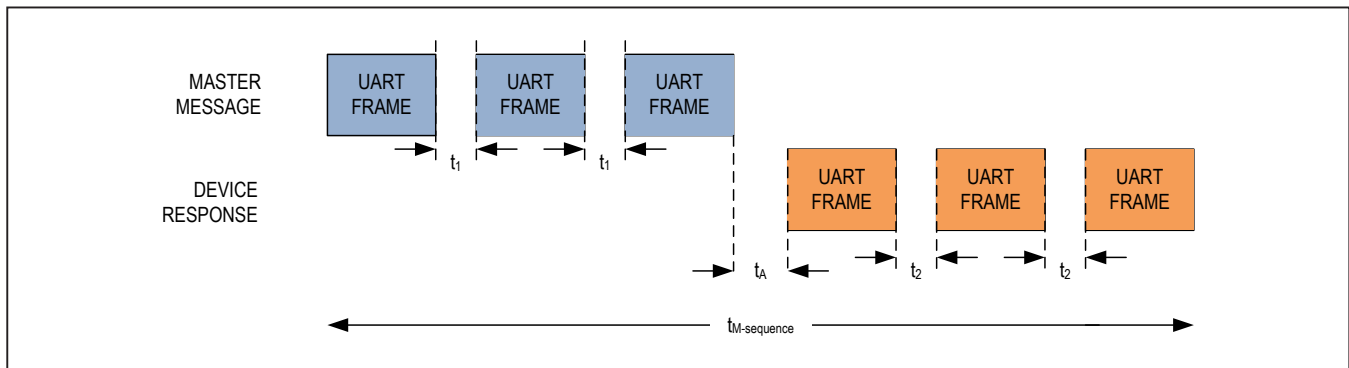 MASTER
MESSAGE
UART
FRAME
UART
FRAME
UART
FRAME
t₁
t₁
DEVICE
RESPONSE
UART
FRAME
UART
FRAME
UART
FRAME
tA
t₂
t₂
tM-sequence